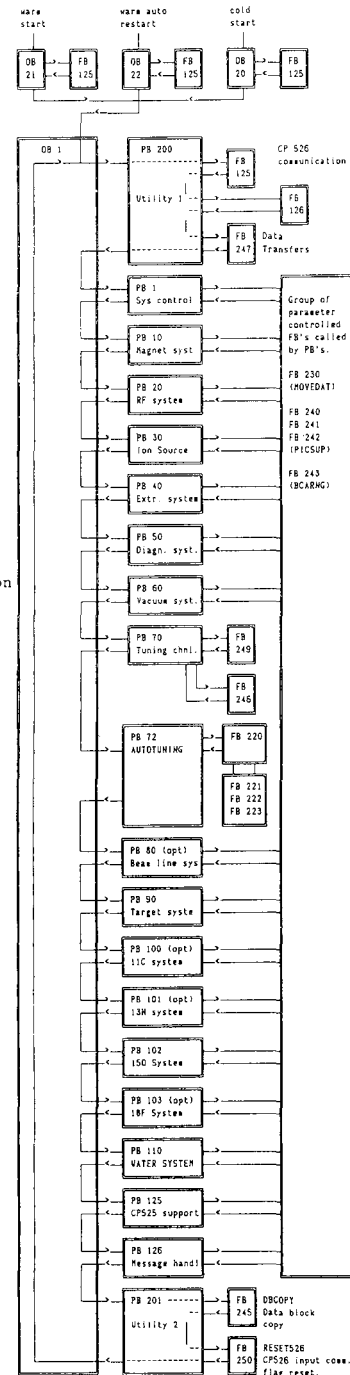 ware start
ware auto restart
cold start
OB 21
FB 125
OB 22
FB 125
OB 20
FB 125
OB 1
PB 200
Utility 1
FB 125
CP 526 communication
FB 126
FB 247
Data Transfers
PB 1
Sys control
PB 10
Magnet syst
PB 20
RF system
PB 30
Ion Source
PB 40
Extr. system
PB 50
Diagn. syst.
on
PB 60
Vacuum syst.
PB 70
Tuning chnl.
FB 249
FB 246
Group of
parameter
controlled
FB's called
by PB's.
FB 230
(MOVEDAT)
FB 240
FB 241
FB 242
(PICSUP)
FB 243
(BCARNG)
PB 72
AUTOTUNING
FB 220
FB 221
FB 222
FB 223
PB 80 (opt)
Beam line sys
PB 90
Target syste
PB 100 (opt)
11C system
PB 101 (opt)
13N system
PB 102
15O System
PB 103 (opt)
18F System
PB 110
WATER SYSTEM
PB 125
CP525 support
PB 126
Message handl
PB 201
Utility 2
FB 245
DBCOPY
Data block
copy
FB 250
RESET526
CP526 input comm.
flag reset.